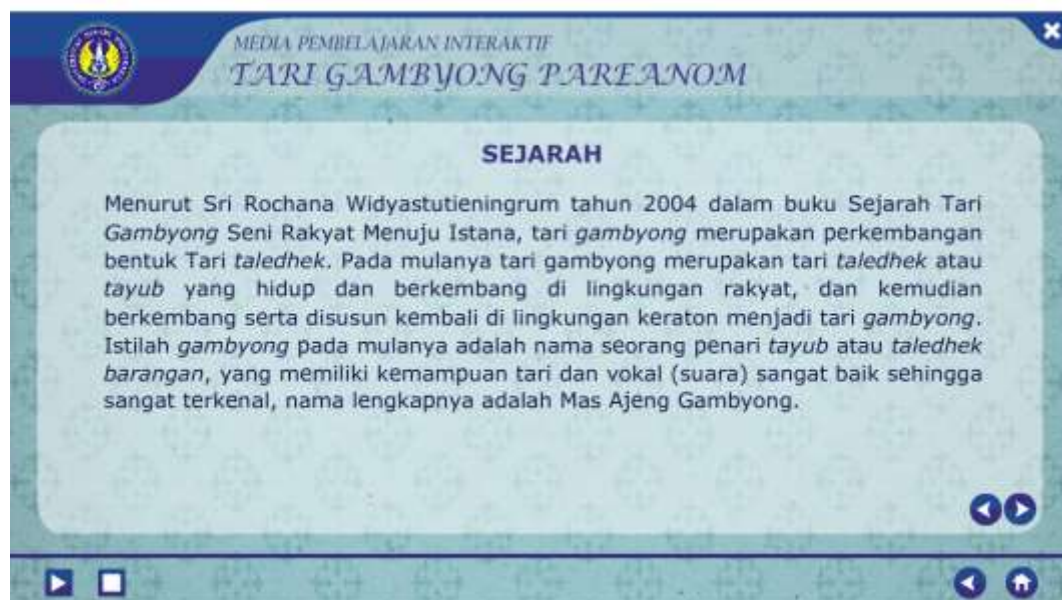 MEDIA PEMBELAJARAN INTERAKTIF
TARI GAMBYONG PAREANOM
SEJARAH
Menurut Sri Rochana Widyastutieningrum tahun 2004 dalam buku Sejarah Tari
Gambyong Seni Rakyat Menuju Istana, tari gambyong merupakan perkembangan
bentuk Tari taledhek. Pada mulanya tari gambyong merupakan tari taledhek atau
tayub yang hidup dan berkembang di lingkungan rakyat, dan kemudian
berkembang serta disusun kembali di lingkungan keraton menjadi tari gambyong.
Istilah gambyong pada mulanya adalah nama seorang penari tayub atau taledhek
barangan, yang memiliki kemampuan tari dan vokal (suara) sangat baik sehingga
sangat terkenal, nama lengkapnya adalah Mas Ajeng Gambyong.